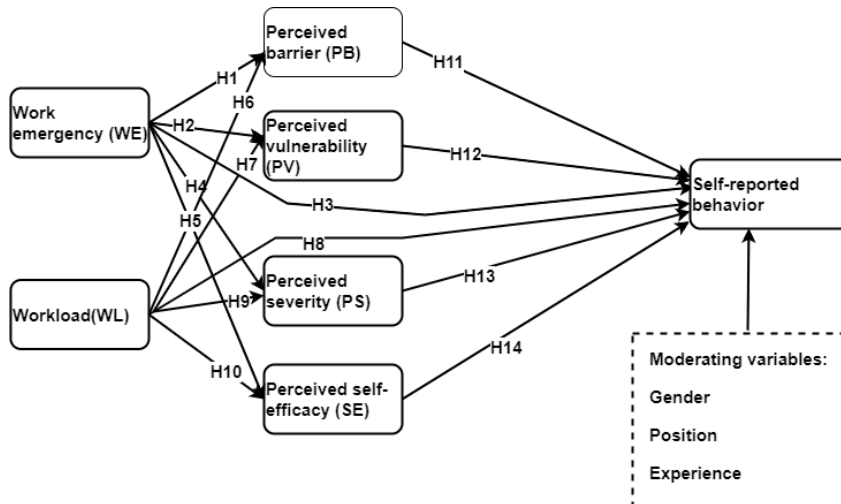 Perceived
barrier (PB)
H11
H1
H6
Work
emergency (WE)
H2
Perceived
vulnerability
(PV)
H12
H7
H4
H3
Self-reported
behavior
H5
H8
Perceived
severity (PS)
H13
H9
Workload(WL)
H10
H14
Perceived self-
efficacy (SE)
Moderating variables:
Gender
Position
Experience